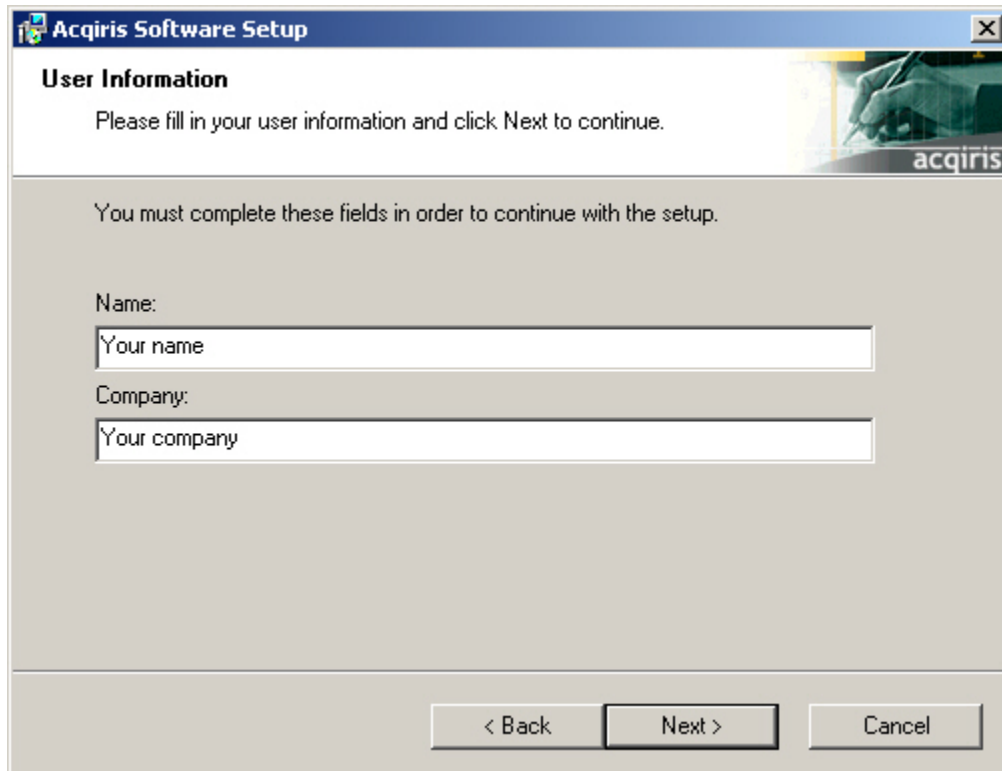 Acqiris Software Setup
User Information
Please fill in your user information and click Next to continue.
acqiris
You must complete these fields in order to continue with the setup.
Name:
Your name
Company:
Your company
< Back Next > Cancel